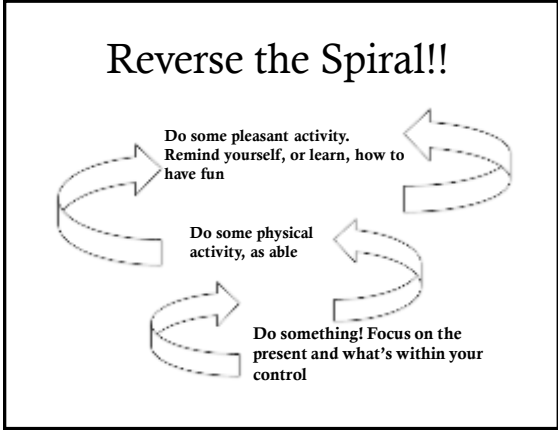 Reverse the Spiral!!
Do some pleasant activity.
Remind yourself, or learn, how to
have fun
Do some physical
activity, as able
Do something! Focus on the
present and what's within your
control